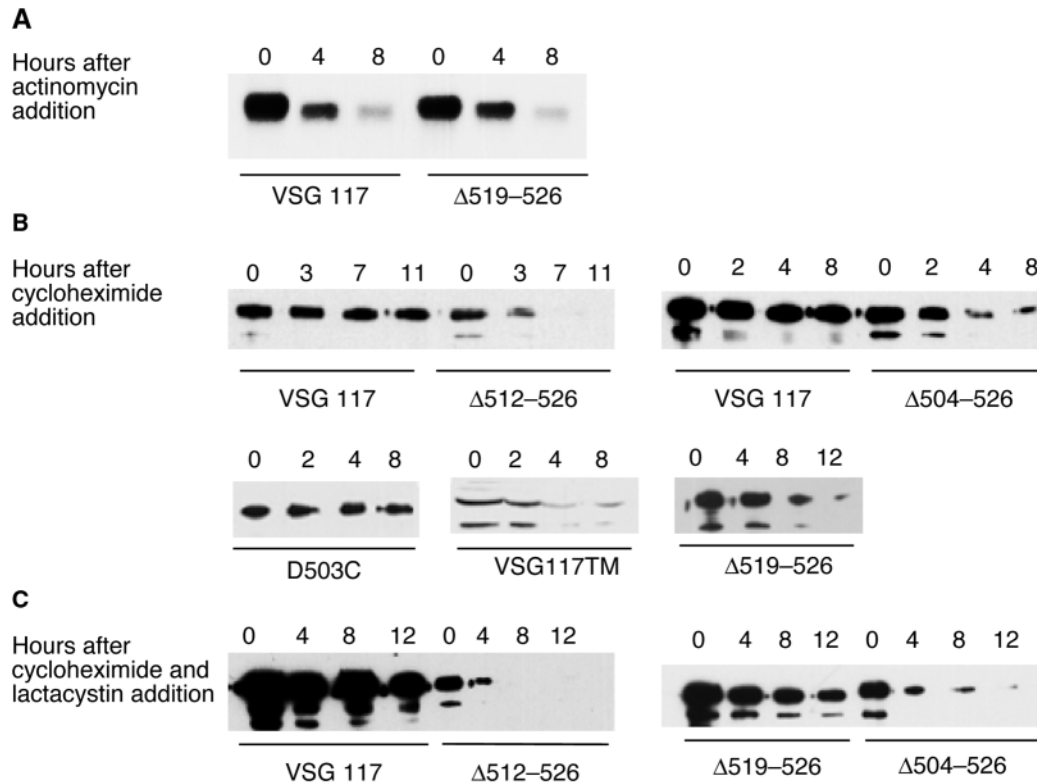 A
Hours after
actinomycin
addition
0 4 8 0 4 8
VSG 117 Δ519–526
B
Hours after
cycloheximide
addition
0 3 7 11 0 3 7 11 0 2 4 8 0 2 4 8
VSG 117 Δ512–526 VSG 117 Δ504–526
0 2 4 8 0 2 4 8 0 4 8 12
D503C VSG117TM Δ519–526
C
Hours after
cycloheximide and
lactacystin addition
0 4 8 12 0 4 8 12 0 4 8 12 0 4 8 12
VSG 117 Δ512–526 Δ519–526 Δ504–526